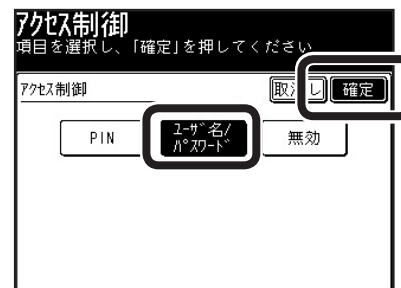 アクセス制御
項目を選択し、「確定」を押してください
アクセス制御
取消し
確定
PIN
ユーザ名/
パスワード
無効